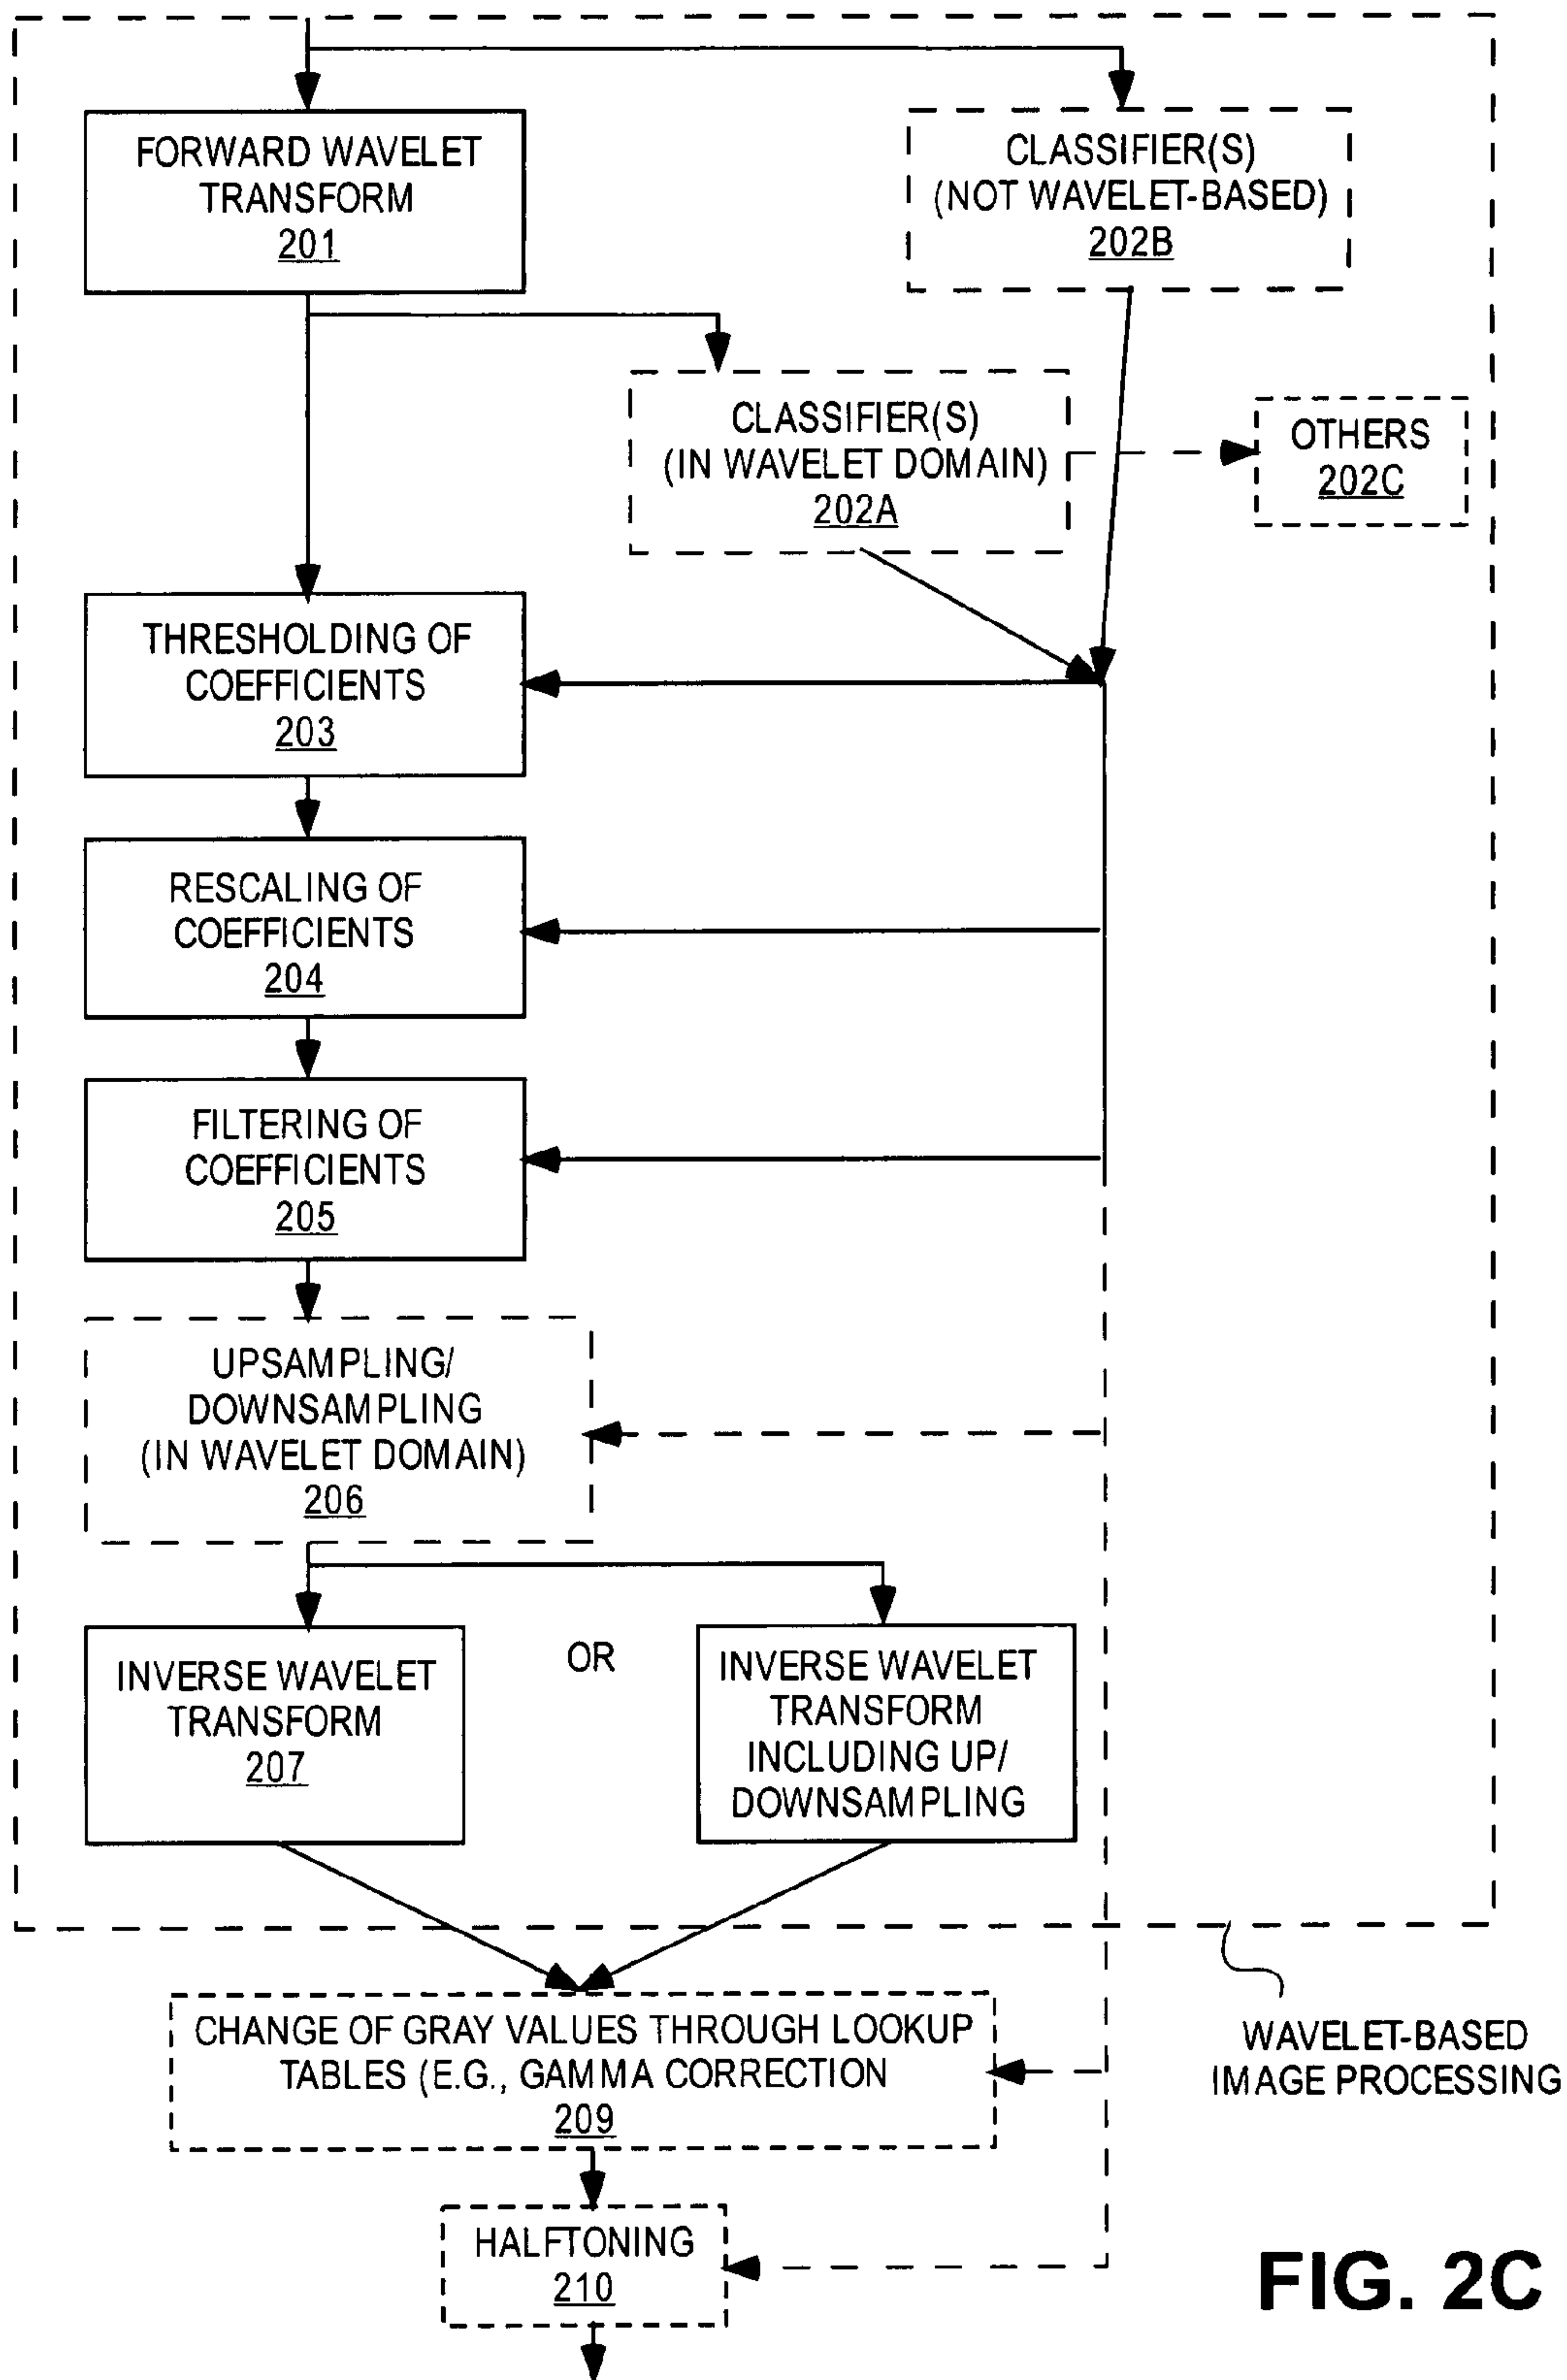 FORWARD WAVELET
TRANSFORM
201
CLASSIFIER(S)
(NOT WAVELET-BASED)
202B
CLASSIFIER(S)
(IN WAVELET DOMAIN)
202A
OTHERS
202C
THRESHOLDING OF
COEFFICIENTS
203
RESCALING OF
COEFFICIENTS
204
FILTERING OF
COEFFICIENTS
205
UPSAMPLING/
DOWNSAMPLING
(IN WAVELET DOMAIN)
206
INVERSE WAVELET
TRANSFORM
207
OR
INVERSE WAVELET
TRANSFORM
INCLUDING UP/
DOWNSAMPLING
CHANGE OF GRAY VALUES THROUGH LOOKUP
TABLES (E.G., GAMMA CORRECTION
209
WAVELET-BASED
IMAGE PROCESSING
HALFTONING
210
FIG. 2C